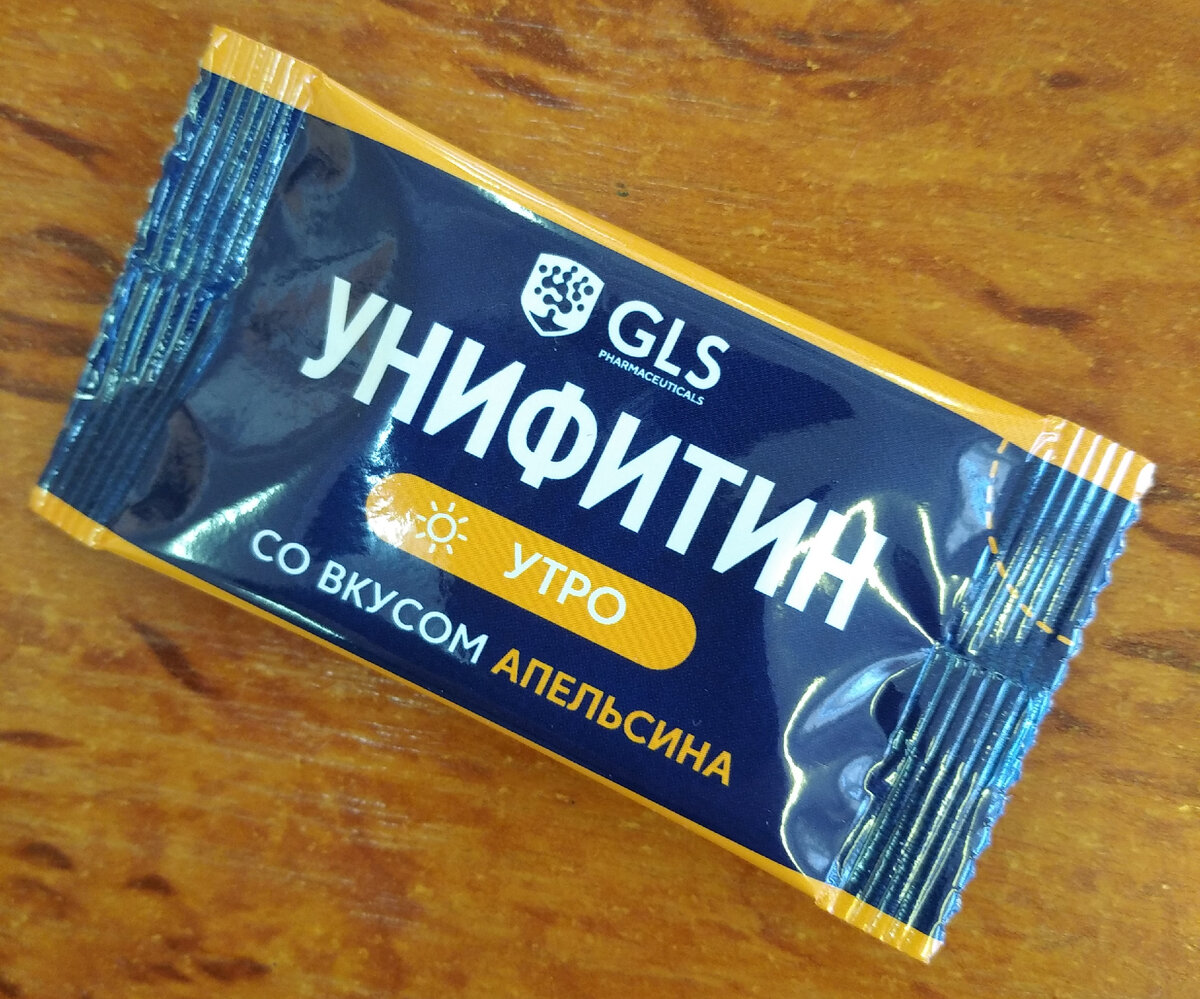 GLS
PHARMACEUTICALS
УНИФИТИН
УТРО
СО ВКУСОМ АПЕЛЬСИНА